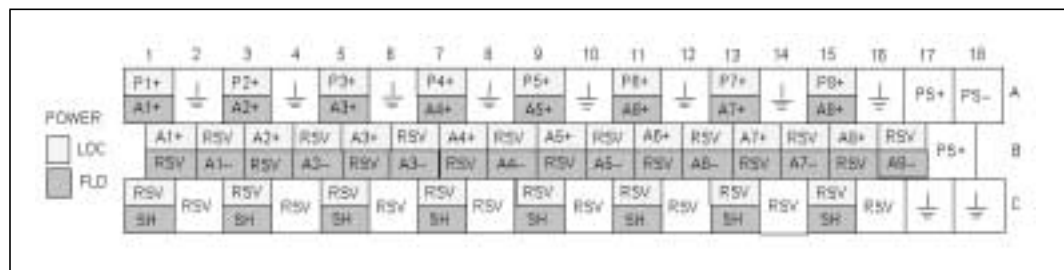 1 2 3 4 5 6 7 8 9 10 11 12 13 14 15 16 17 18
P1+ P2+ P3+ P4+ P5+ P6+ P7+ P8+ PS+ PS- A
A1+ A2+ A3+ A4+ A5+ A6+ A7+ A8+
POWER
LOC
FLD
A1+ RSV A2+ RSV A3+ RSV A4+ RSV A5+ RSV A6+ RSV A7+ RSV A8+ RSV PS+ B
RSV A1- RSV A2- RSV A3- RSV A4- RSV A5- RSV A6- RSV A7- RSV A8-
RSV RSV RSV RSV RSV RSV RSV RSV RSV RSV RSV RSV RSV RSV RSV RSV C
SH SH SH SH SH SH SH SH